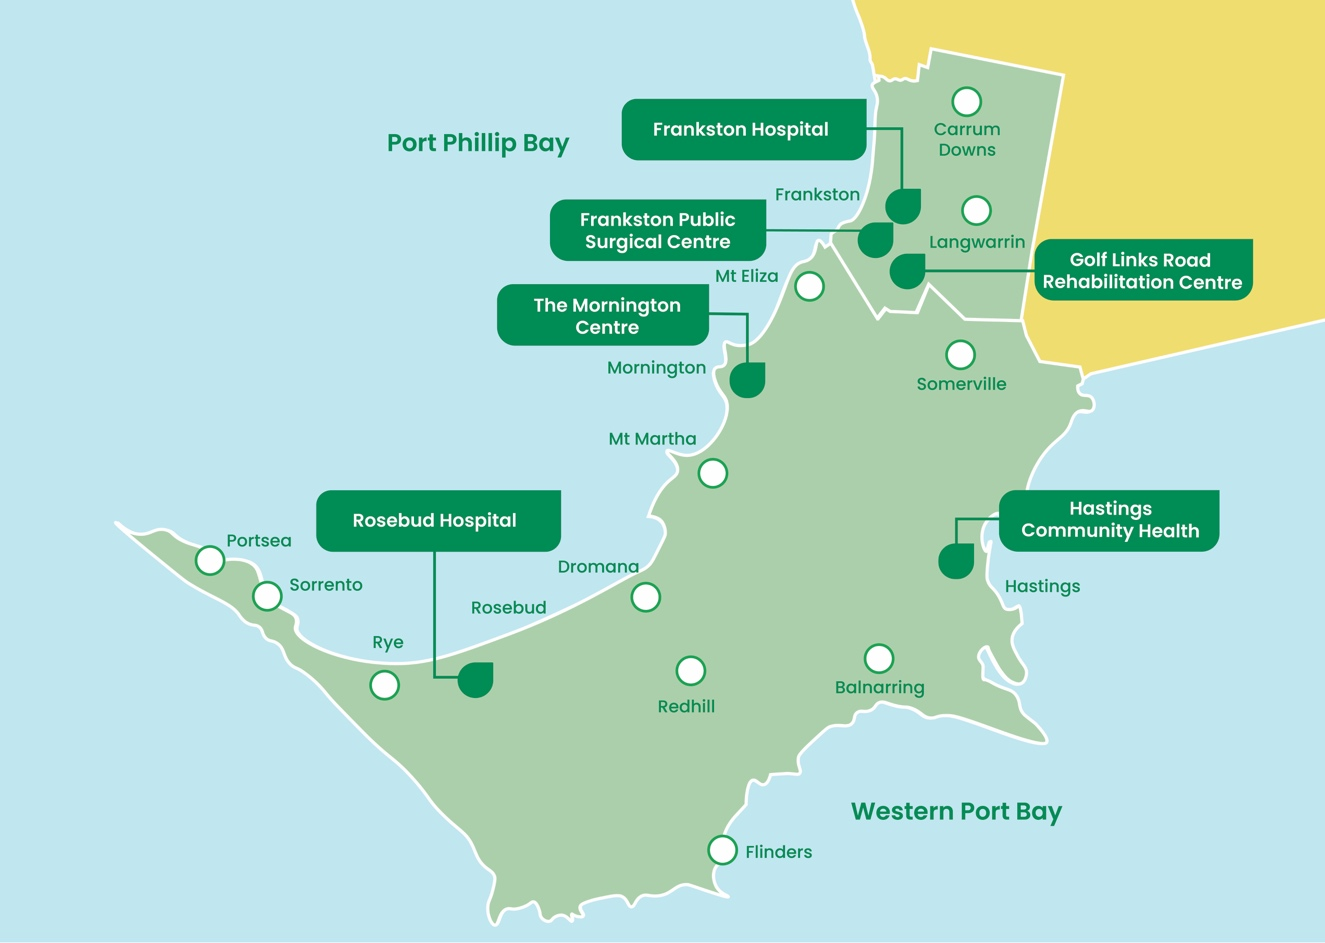 Carrum
Downs
Frankston Hospital
Port Phillip Bay
Frankston
Frankston Public
Surgical Centre
Langwarrin
Golf Links Road
Rehabilitation Centre
Mt Eliza
The Mornington
Centre
Mornington
Somerville
Mt Martha
Rosebud Hospital
Hastings
Community Health
Portsea
Sorrento
Dromana
Rosebud
Hastings
Rye
Redhill
Balnarring
Western Port Bay
Flinders